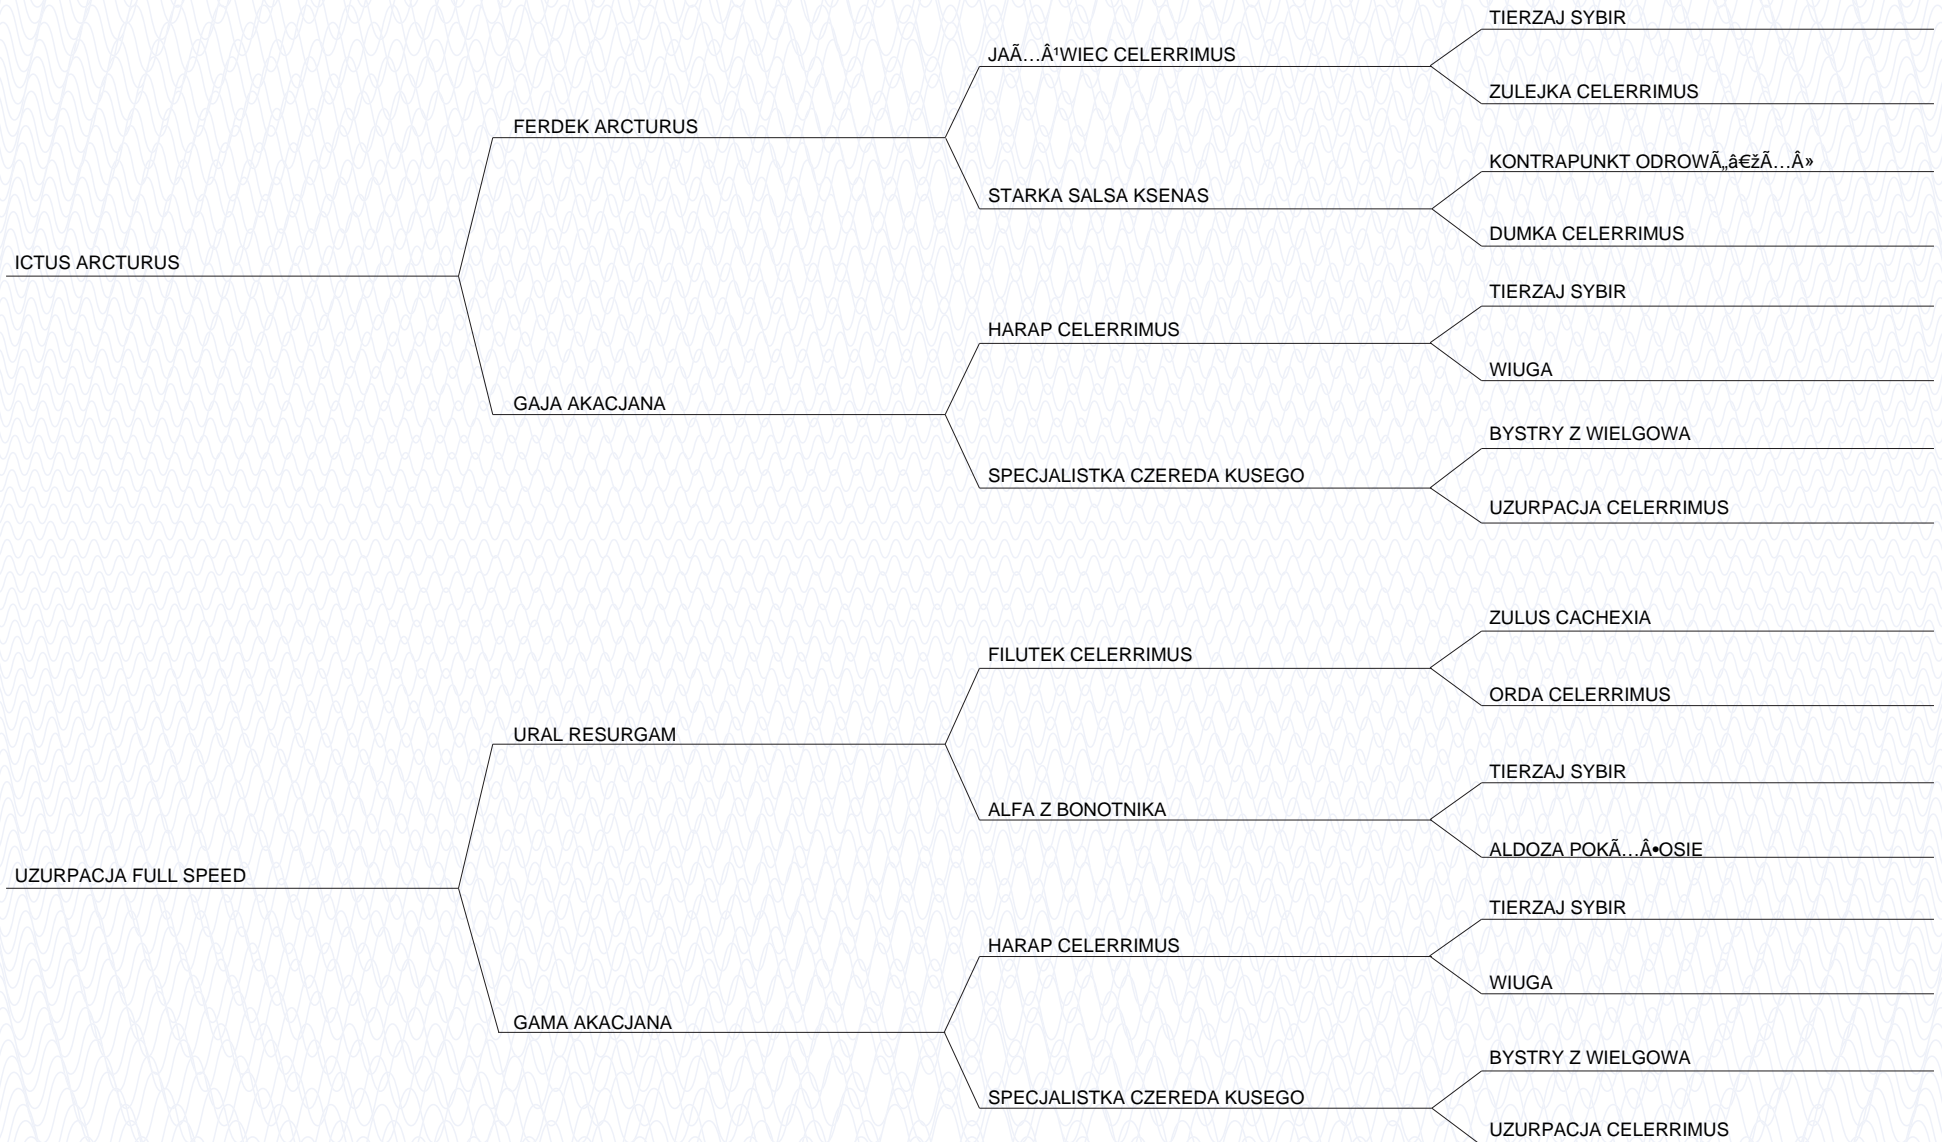 TIERZAJ SYBIR
JAÃ…Â¹WIEC CELERRIMUS
ZULEJKA CELERRIMUS
FERDEK ARCTURUS
KONTRAPUNKT ODROWÃ„â€žÃ…Â»
STARKA SALSA KSENAS
DUMKA CELERRIMUS
ICTUS ARCTURUS
TIERZAJ SYBIR
HARAP CELERRIMUS
WIUGA
GAJA AKACJANA
BYSTRY Z WIELGOWA
SPECJALISTKA CZEREDA KUSEGO
UZURPACJA CELERRIMUS
ZULUS CACHEXIA
FILUTEK CELERRIMUS
ORDA CELERRIMUS
URAL RESURGAM
TIERZAJ SYBIR
ALFA Z BONOTNIKA
ALDOZA POKÃ…Â•OSIE
UZURPACJA FULL SPEED
TIERZAJ SYBIR
HARAP CELERRIMUS
WIUGA
GAMA AKACJANA
BYSTRY Z WIELGOWA
SPECJALISTKA CZEREDA KUSEGO
UZURPACJA CELERRIMUS